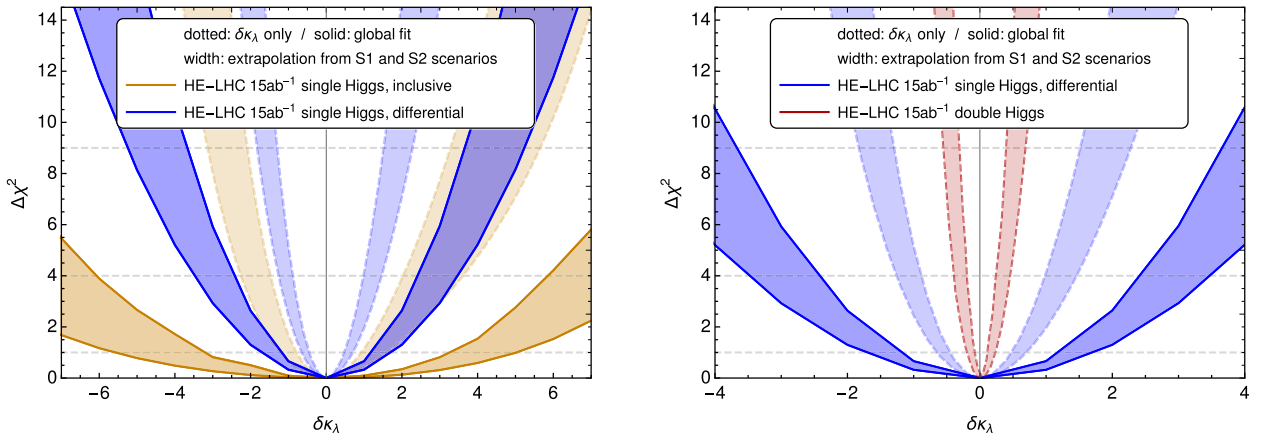 dotted: δκλ only / solid: global fit
width: extrapolation from S1 and S2 scenarios
HE−LHC 15ab⁻¹ single Higgs, inclusive
HE−LHC 15ab⁻¹ single Higgs, differential
14
12
10
8
6
4
2
0
Δχ²
−6 −4 −2 0 2 4 6
δκλ
dotted: δκλ only / solid: global fit
width: extrapolation from S1 and S2 scenarios
HE−LHC 15ab⁻¹ single Higgs, differential
HE−LHC 15ab⁻¹ double Higgs
14
12
10
8
6
4
2
0
Δχ²
−4 −2 0 2 4
δκλ